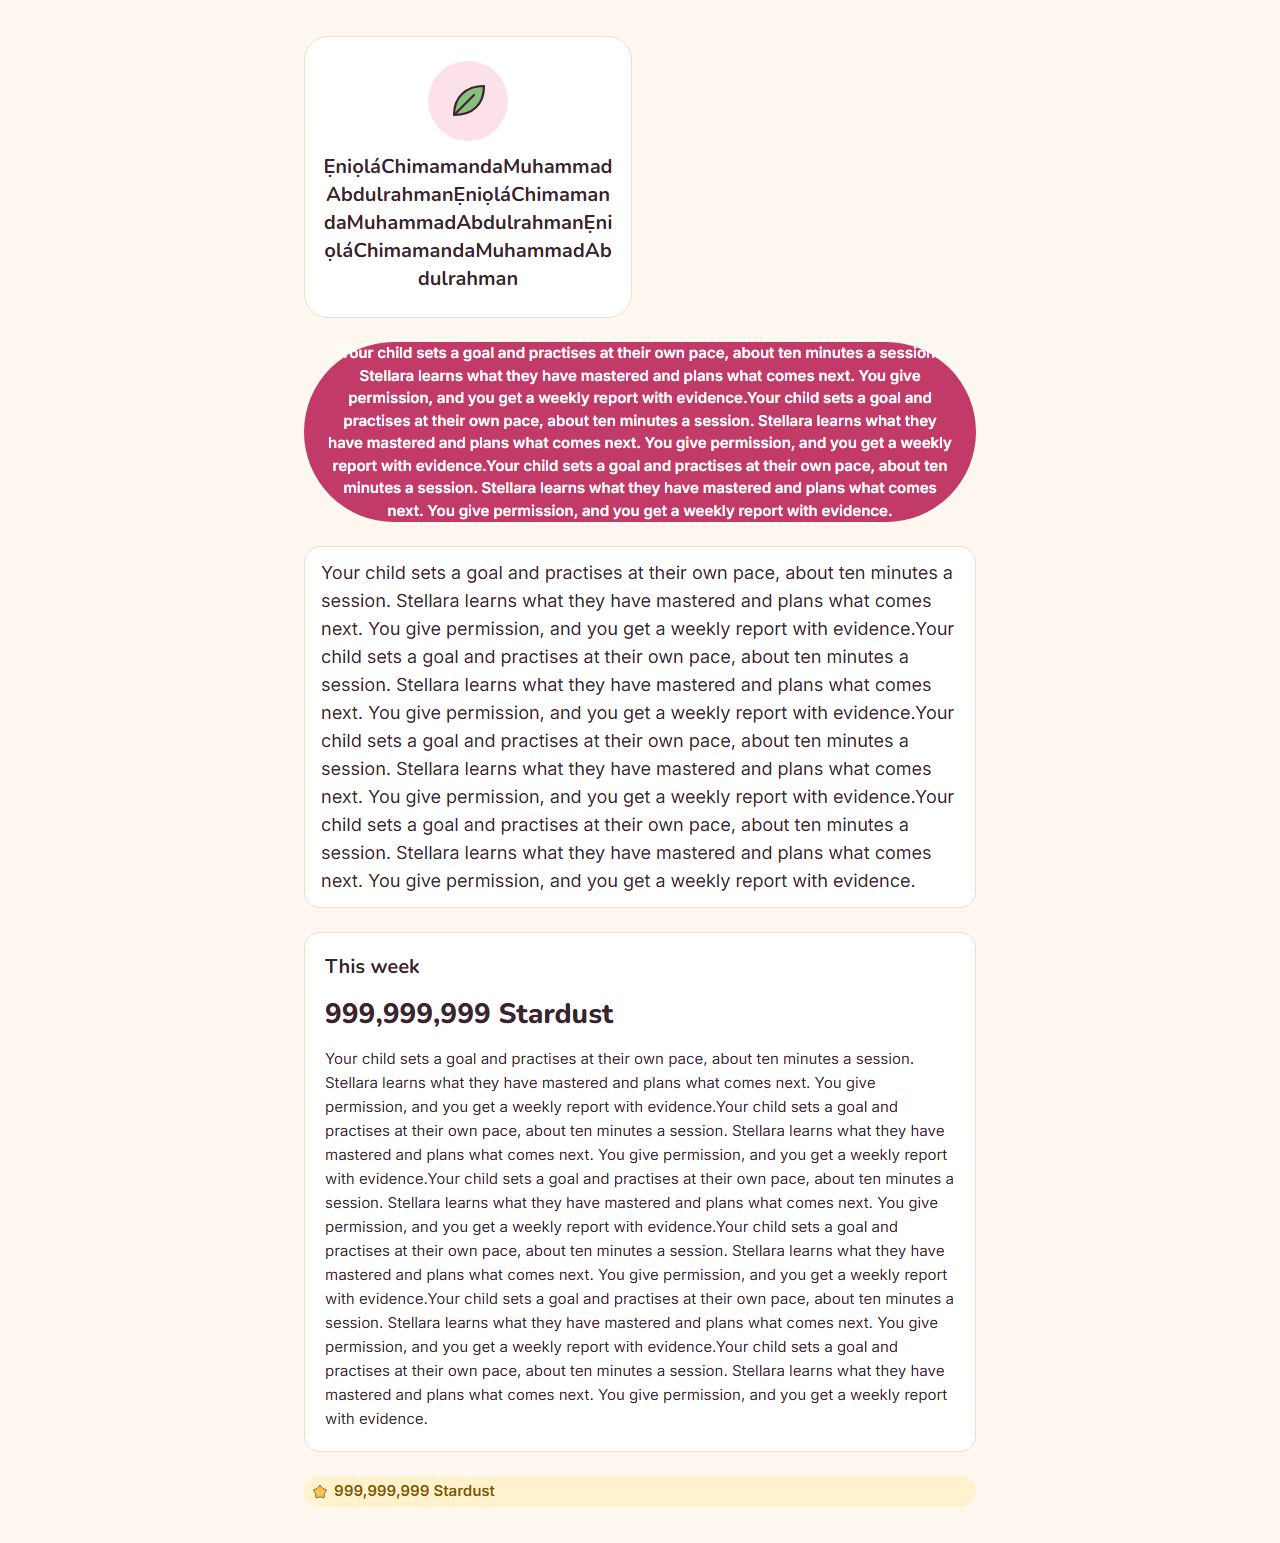 ẸniọláChimamandaMuhammad
AbdulrahmanẸniọláChimaman
daMuhammadAbdulrahmanẸni
ọláChimamandaMuhammadAb
dulrahman
Your child sets a goal and practises at their own pace, about ten minutes a session.
Stellara learns what they have mastered and plans what comes next. You give
permission, and you get a weekly report with evidence.Your child sets a goal and
practises at their own pace, about ten minutes a session. Stellara learns what they
have mastered and plans what comes next. You give permission, and you get a weekly
report with evidence.Your child sets a goal and practises at their own pace, about ten
minutes a session. Stellara learns what they have mastered and plans what comes
next. You give permission, and you get a weekly report with evidence.
Your child sets a goal and practises at their own pace, about ten minutes a
session. Stellara learns what they have mastered and plans what comes
next. You give permission, and you get a weekly report with evidence.Your
child sets a goal and practises at their own pace, about ten minutes a
session. Stellara learns what they have mastered and plans what comes
next. You give permission, and you get a weekly report with evidence.Your
child sets a goal and practises at their own pace, about ten minutes a
session. Stellara learns what they have mastered and plans what comes
next. You give permission, and you get a weekly report with evidence.Your
child sets a goal and practises at their own pace, about ten minutes a
session. Stellara learns what they have mastered and plans what comes
next. You give permission, and you get a weekly report with evidence.
This week
999,999,999 Stardust
Your child sets a goal and practises at their own pace, about ten minutes a session.
Stellara learns what they have mastered and plans what comes next. You give
permission, and you get a weekly report with evidence.Your child sets a goal and
practises at their own pace, about ten minutes a session. Stellara learns what they have
mastered and plans what comes next. You give permission, and you get a weekly report
with evidence.Your child sets a goal and practises at their own pace, about ten minutes a
session. Stellara learns what they have mastered and plans what comes next. You give
permission, and you get a weekly report with evidence.Your child sets a goal and
practises at their own pace, about ten minutes a session. Stellara learns what they have
mastered and plans what comes next. You give permission, and you get a weekly report
with evidence.Your child sets a goal and practises at their own pace, about ten minutes a
session. Stellara learns what they have mastered and plans what comes next. You give
permission, and you get a weekly report with evidence.Your child sets a goal and
practises at their own pace, about ten minutes a session. Stellara learns what they have
mastered and plans what comes next. You give permission, and you get a weekly report
with evidence.
999,999,999 Stardust